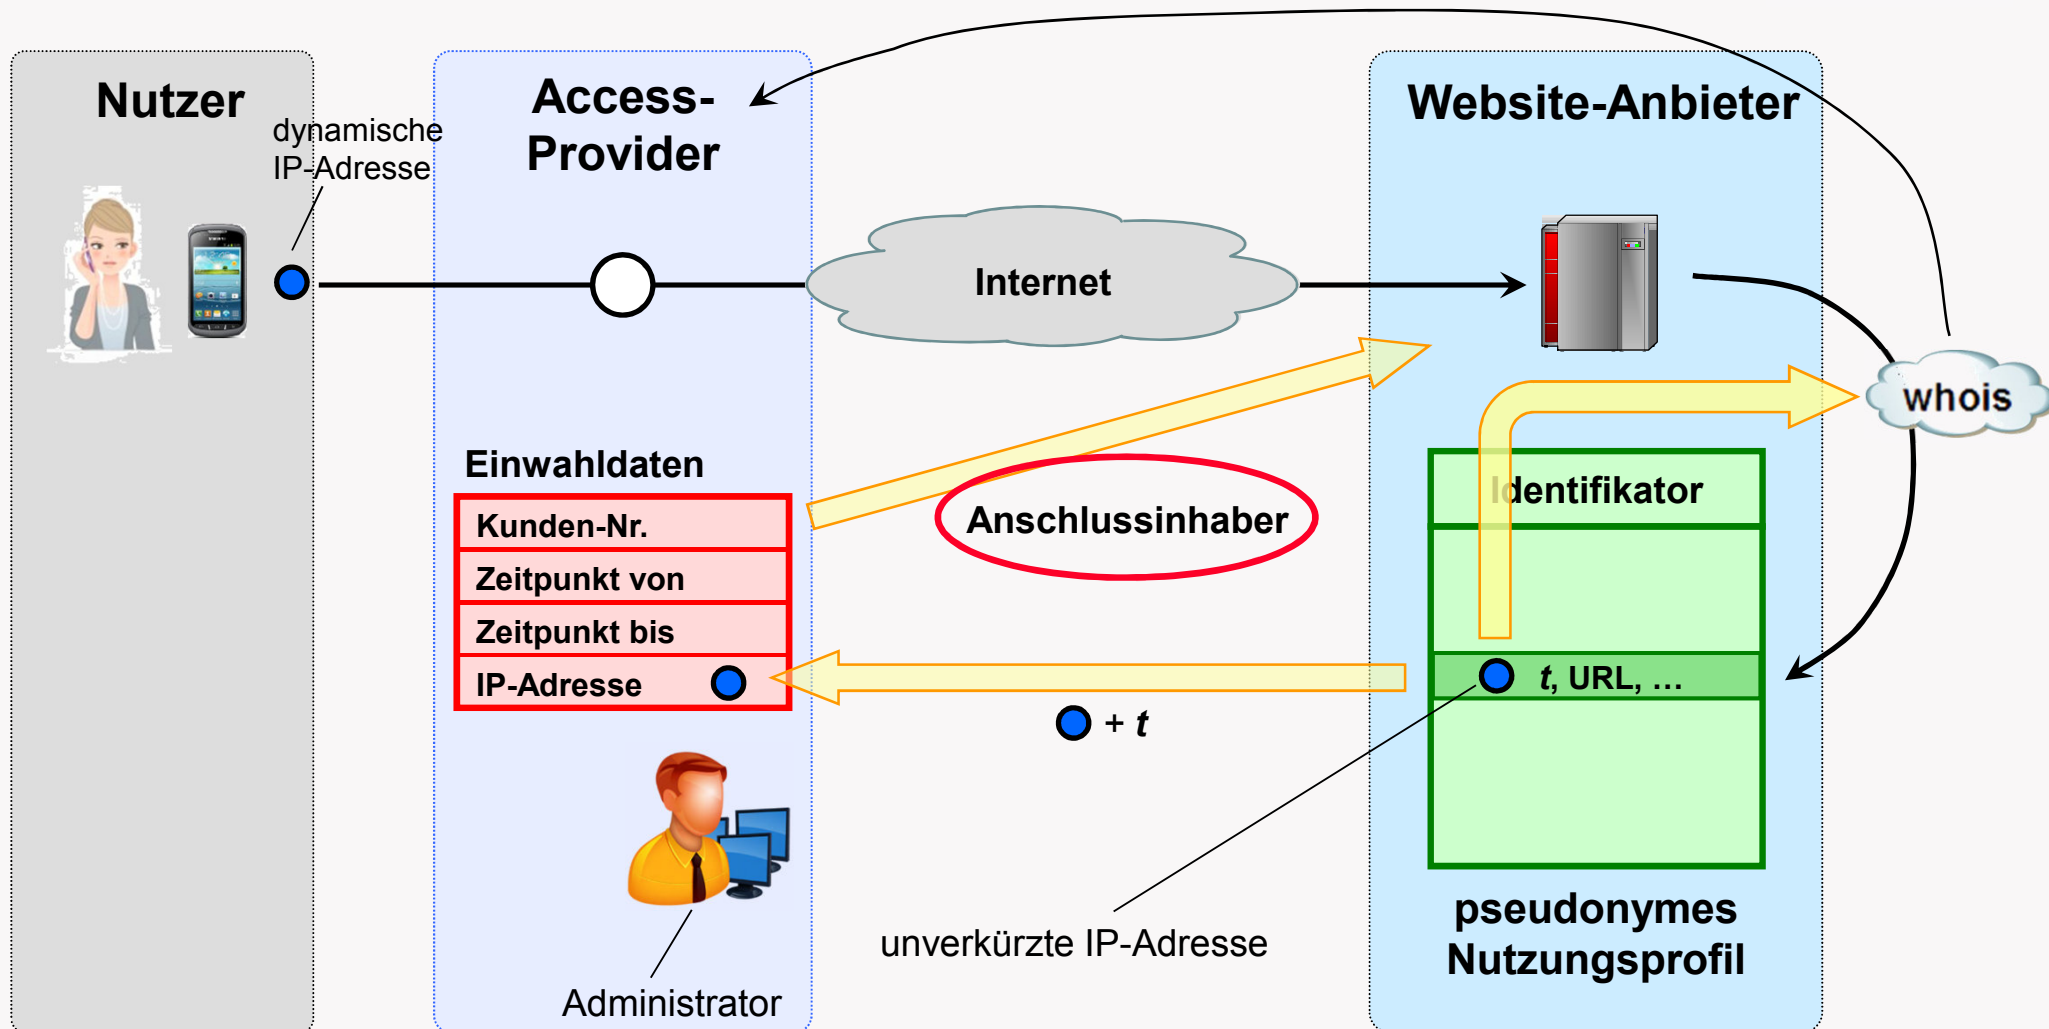 Nutzer
dynamische
IP-Adresse
Access-
Provider
Website-Anbieter
Internet
whois
Einwahldaten
Kunden-Nr.
Zeitpunkt von
Zeitpunkt bis
IP-Adresse
Anschlussinhaber
Identifikator
t, URL, …
+ t
Administrator
unverkürzte IP-Adresse
pseudonymes
Nutzungsprofil